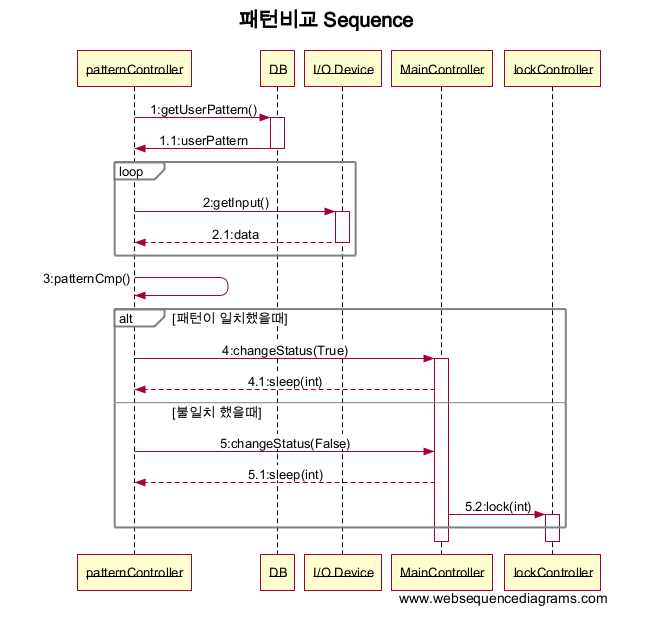 패턴비교 Sequence
patternController
DB
I/O Device
MainController
lockController
1:getUserPattern()
1.1:userPattern
loop
2:getInput()
2.1:data
3:patternCmp()
alt
[패턴이 일치했을때]
4:changeStatus(True)
4.1:sleep(int)
[불일치 했을때]
5:changeStatus(False)
5.1:sleep(int)
5.2:lock(int)
patternController
DB
I/O Device
MainController
lockController
www.websequencediagrams.com